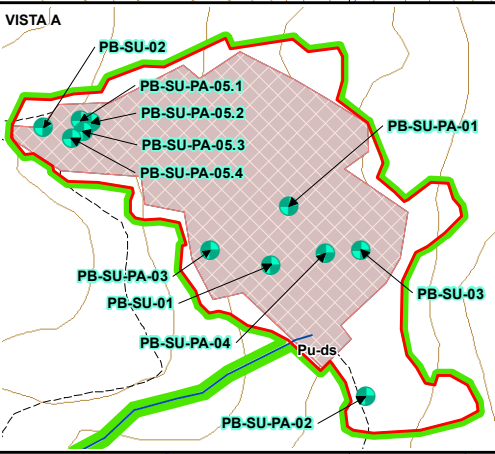 VISTA A
PB-SU-02
PB-SU-PA-05.1
PB-SU-PA-05.2
PB-SU-PA-01
PB-SU-PA-05.3
PB-SU-PA-05.4
PB-SU-PA-03
PB-SU-03
PB-SU-01
PB-SU-PA-04
Pu-ds
PB-SU-PA-02